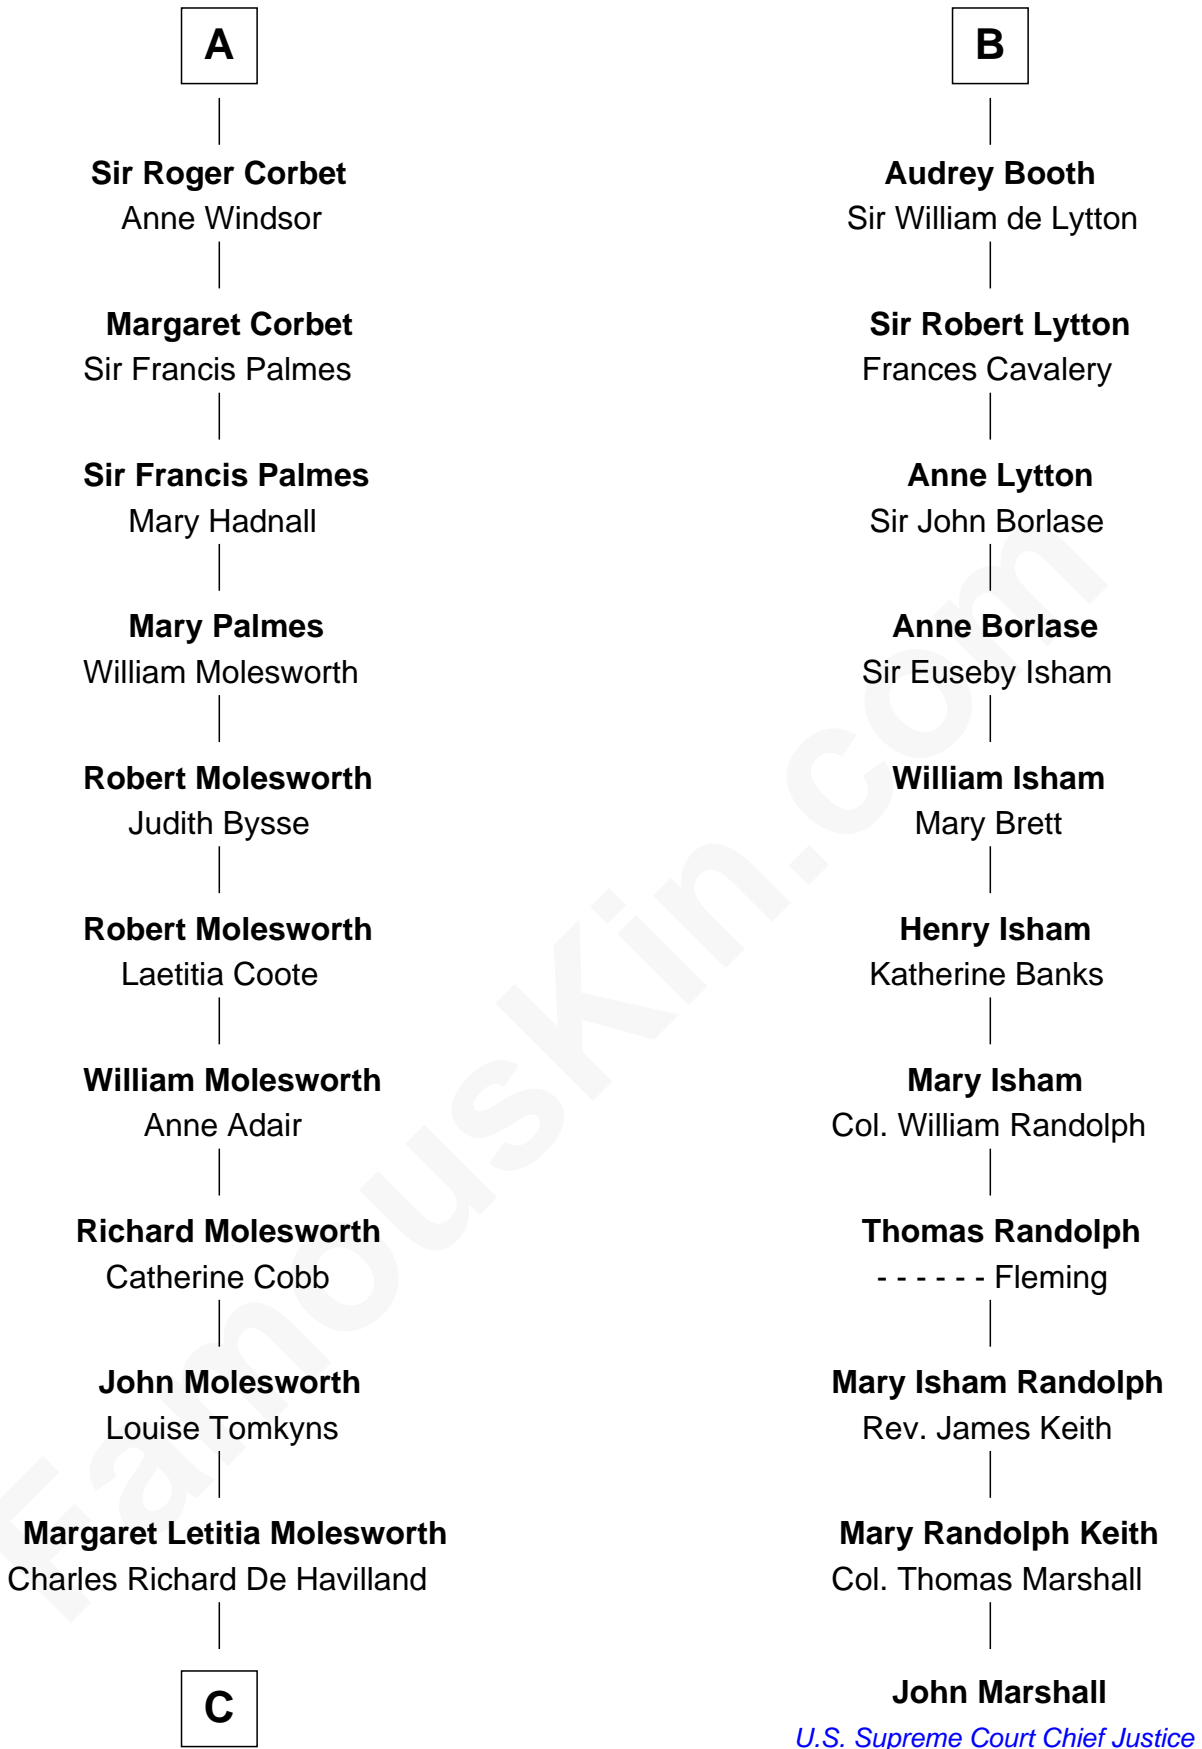 A
Sir Roger Corbet
Anne Windsor
Margaret Corbet
Sir Francis Palmes
Sir Francis Palmes
Mary Hadnall
Mary Palmes
William Molesworth
Robert Molesworth
Judith Bysse
Robert Molesworth
Laetitia Coote
William Molesworth
Anne Adair
Richard Molesworth
Catherine Cobb
John Molesworth
Louise Tomkyns
Margaret Letitia Molesworth
Charles Richard De Havilland
C
B
Audrey Booth
Sir William de Lytton
Sir Robert Lytton
Frances Cavalery
Anne Lytton
Sir John Borlase
Anne Borlase
Sir Euseby Isham
William Isham
Mary Brett
Henry Isham
Katherine Banks
Mary Isham
Col. William Randolph
Thomas Randolph
- - - - - - Fleming
Mary Isham Randolph
Rev. James Keith
Mary Randolph Keith
Col. Thomas Marshall
John Marshall
U.S. Supreme Court Chief Justice
FamousKin.com